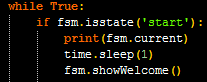 while True:
    if fsm.isstate('start'):
        print(fsm.current)
        time.sleep(1)
        fsm.showWelcome()